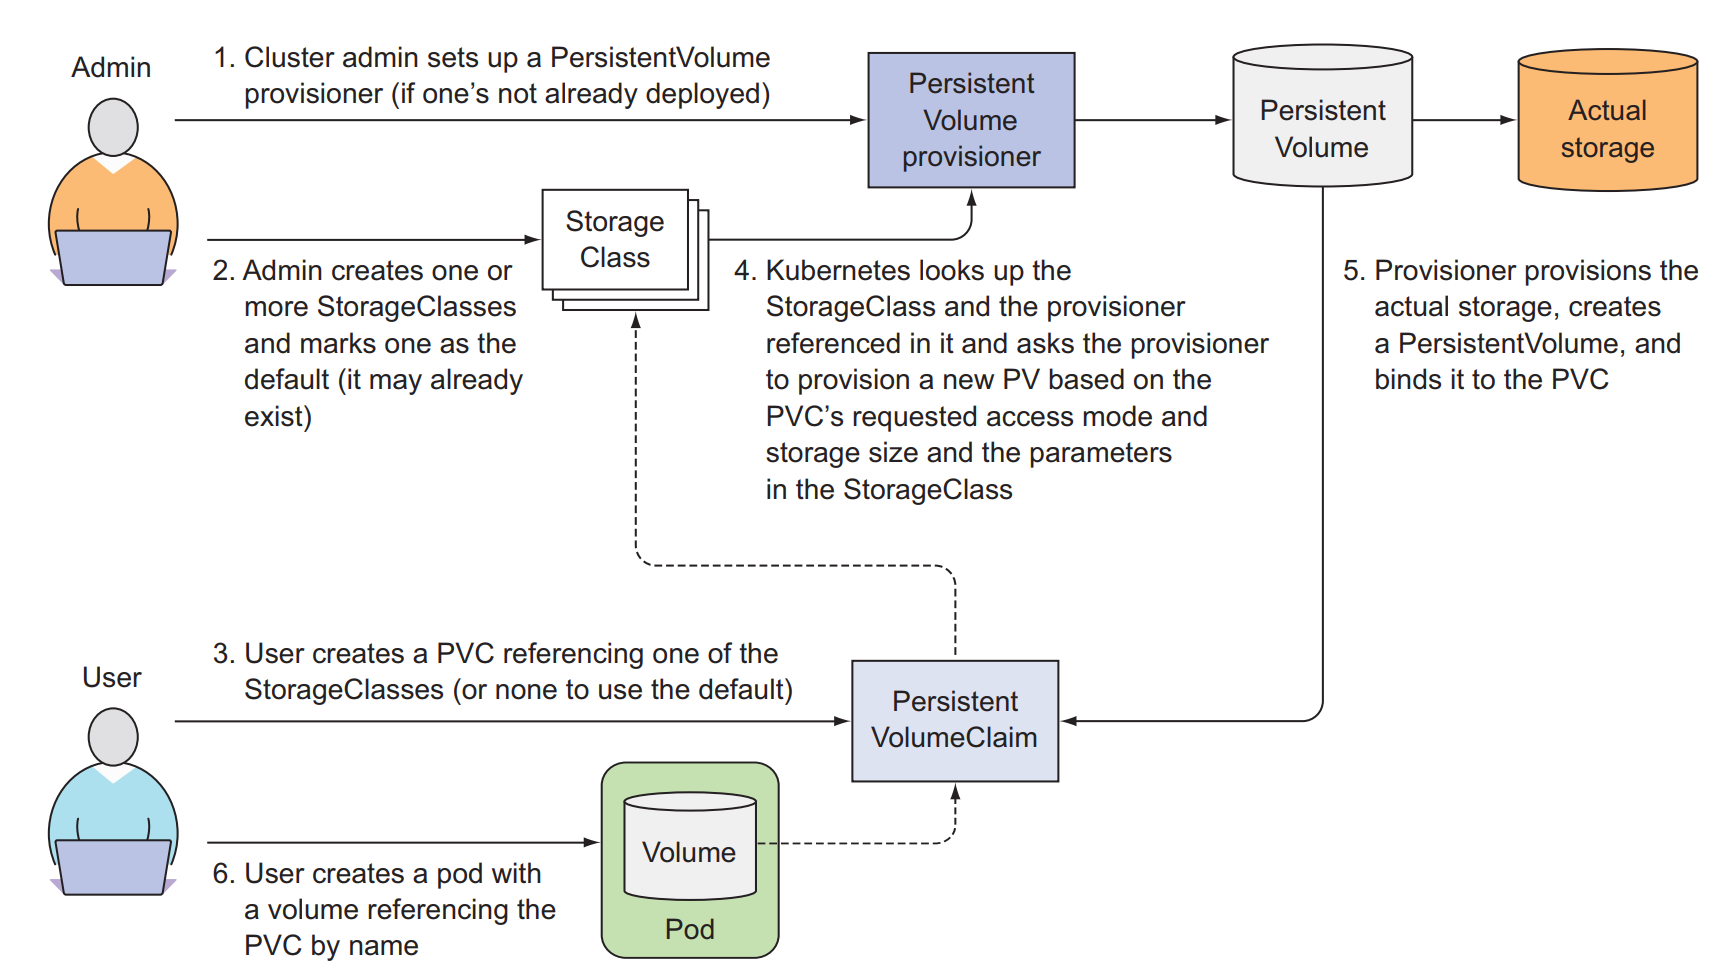 Admin
1. Cluster admin sets up a PersistentVolume
provisioner (if one's not already deployed)
Persistent
Volume
provisioner
Persistent
Volume
Actual
storage
Storage
Class
2. Admin creates one or
more StorageClasses
and marks one as the
default (it may already
exist)
4. Kubernetes looks up the
StorageClass and the provisioner
referenced in it and asks the provisioner
to provision a new PV based on the
PVC's requested access mode and
storage size and the parameters
in the StorageClass
5. Provisioner provisions the
actual storage, creates
a PersistentVolume, and
binds it to the PVC
User
3. User creates a PVC referencing one of the
StorageClasses (or none to use the default)
Persistent
VolumeClaim
Volume
Pod
6. User creates a pod with
a volume referencing the
PVC by name